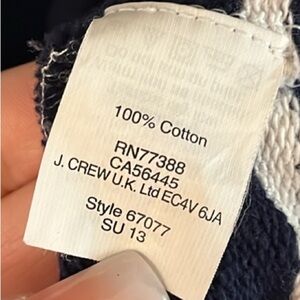 100% Cotton
RN77388
CA56445
J. CREW U.K. Ltd EC4V 6JA
Style 67077
SU 13